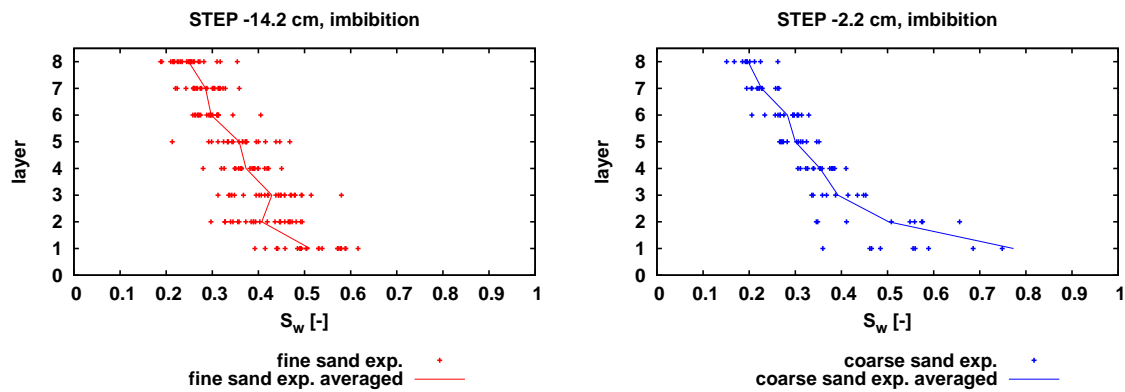 STEP -14.2 cm, imbibition
8
7
6
5
4
3
2
1
0
layer
0 0.1 0.2 0.3 0.4 0.5 0.6 0.7 0.8 0.9 1
S_w [-]
fine sand exp.
fine sand exp. averaged
STEP -2.2 cm, imbibition
8
7
6
5
4
3
2
1
0
layer
0 0.1 0.2 0.3 0.4 0.5 0.6 0.7 0.8 0.9 1
S_w [-]
coarse sand exp.
coarse sand exp. averaged